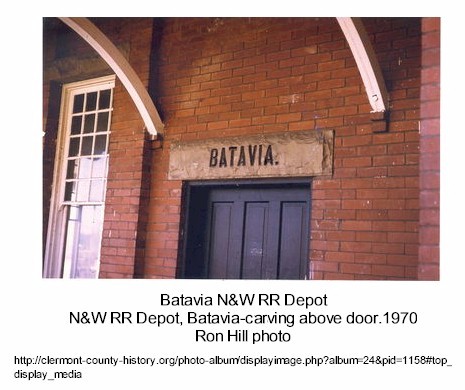 BATAVIA.
Batavia N&W RR Depot
N&W RR Depot, Batavia-carving above door.1970
Ron Hill photo
http://clermont-county-history.org/photo-album/displayimage.php?album=24&pid=1158#top_
display_media